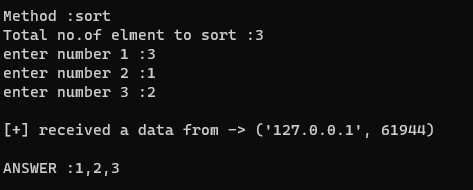 Method :sort
Total no.of elment to sort :3
enter number 1 :3
enter number 2 :1
enter number 3 :2
[+] received a data from -> ('127.0.0.1', 61944)
ANSWER :1,2,3